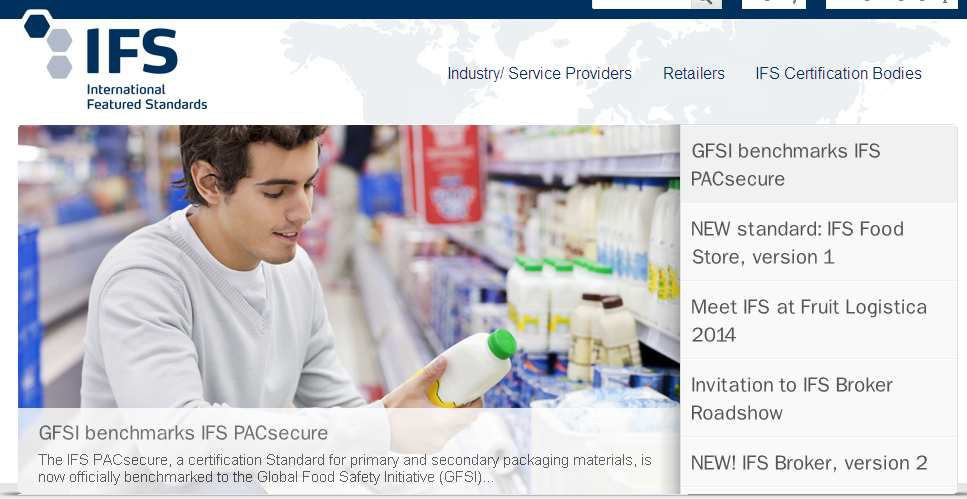 IFS
International
Featured Standards
Industry/ Service Providers
Retailers
IFS Certification Bodies
GFSI benchmarks IFS
PACsecure
NEW standard: IFS Food
Store, version 1
Meet IFS at Fruit Logistica
2014
Invitation to IFS Broker
Roadshow
NEW! IFS Broker, version 2
GFSI benchmarks IFS PACsecure
The IFS PACsecure, a certification Standard for primary and secondary packaging materials, is
now officially benchmarked to the Global Food Safety Initiative (GFSI)...